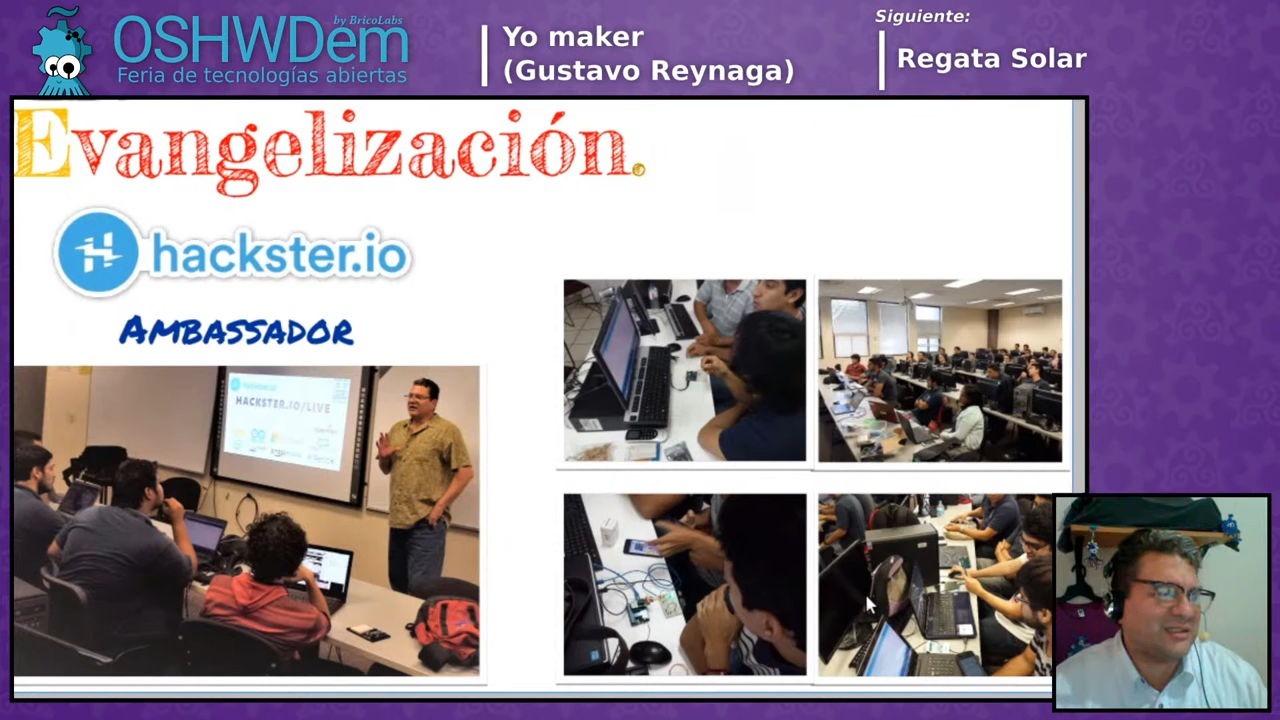 by BricoLabs
OSHWDem
Feria de tecnologías abiertas
Yo maker
(Gustavo Reynaga)
Siguiente:
Regata Solar
Evangelización.
hackster.io
AMBASSADOR
HACKSTER.IO/LIVE